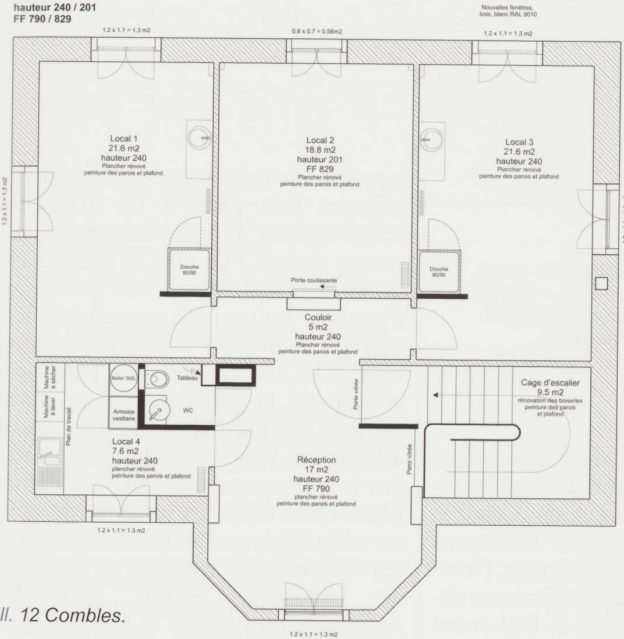 hauteur 240 / 201
FF 790 / 829
Nouvelles fenêtres,
bois, blanc RAL 9010
1.2 x 1.1 = 1.3 m2
0.8 x 0.7 = 0.56m2
1.2 x 1.1 = 1.3 m2
1.2 x 1.1 = 1.3 m2
Local 1
21.6 m2
hauteur 240
Plancher rénové
peinture des parois et plafond
Local 2
18.8 m2
hauteur 201
FF 829
Plancher rénové
peinture des parois et plafond
Local 3
21.6 m2
hauteur 240
Plancher rénové
peinture des parois et plafond
Douche
90/90
Porte coulissante
Douche
90/90
Couloir
5 m2
hauteur 240
Plancher rénové
peinture des parois et plafond
Machine
à sécher
Machine
à laver
Plan de travail
Armoire
vestiaire
Tableau
WC
Porte vitrée
Cage d'escalier
9.5 m2
rénovation des boiseries
peinture des parois
et plafond
Local 4
7.6 m2
hauteur 240
plancher rénové
peinture des parois et plafond
Réception
17 m2
hauteur 240
FF 790
plancher rénové
peinture des parois et plafond
Paroi vitrée
1.2 x 1.1 = 1.3 m2
ll. 12 Combles.
1.2 x 1.1 = 1.3 m2